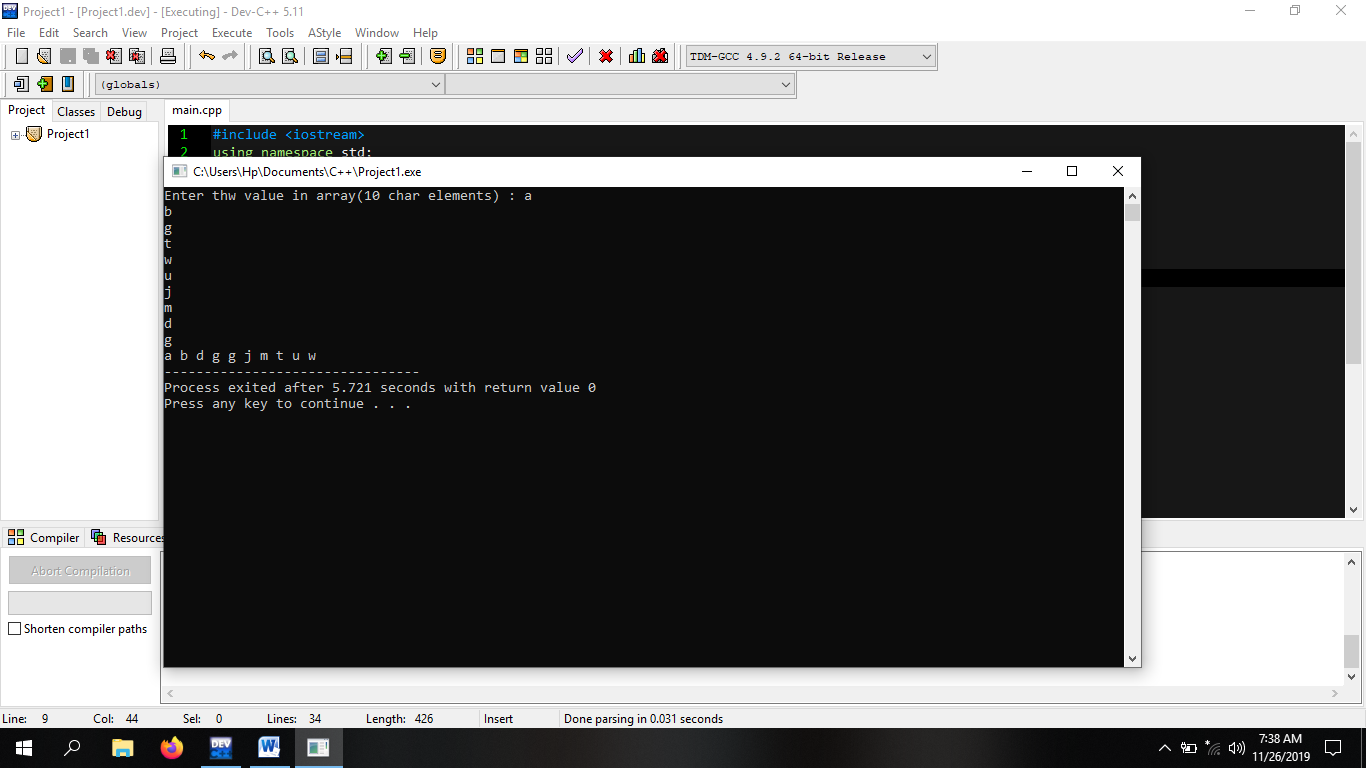 Project1 - [Project1.dev] - [Executing] - Dev-C++ 5.11
File Edit Search View Project Execute Tools AStyle Window Help
TDM-GCC 4.9.2 64-bit Release
(globals)
Project Classes Debug
main.cpp
Project1
1 #include <iostream>
2 using namespace std;
C:\Users\Hp\Documents\C++\Project1.exe
Enter thw value in array(10 char elements) : a
b
g
t
w
u
j
m
d
g
a b d g g j m t u w
--------------------------------
Process exited after 5.721 seconds with return value 0
Press any key to continue . . .
Compiler Resources
Abort Compilation
Shorten compiler paths
Line: 9 Col: 44 Sel: 0 Lines: 34 Length: 426 Insert Done parsing in 0.031 seconds
DEV C++
W
7:38 AM
11/26/2019